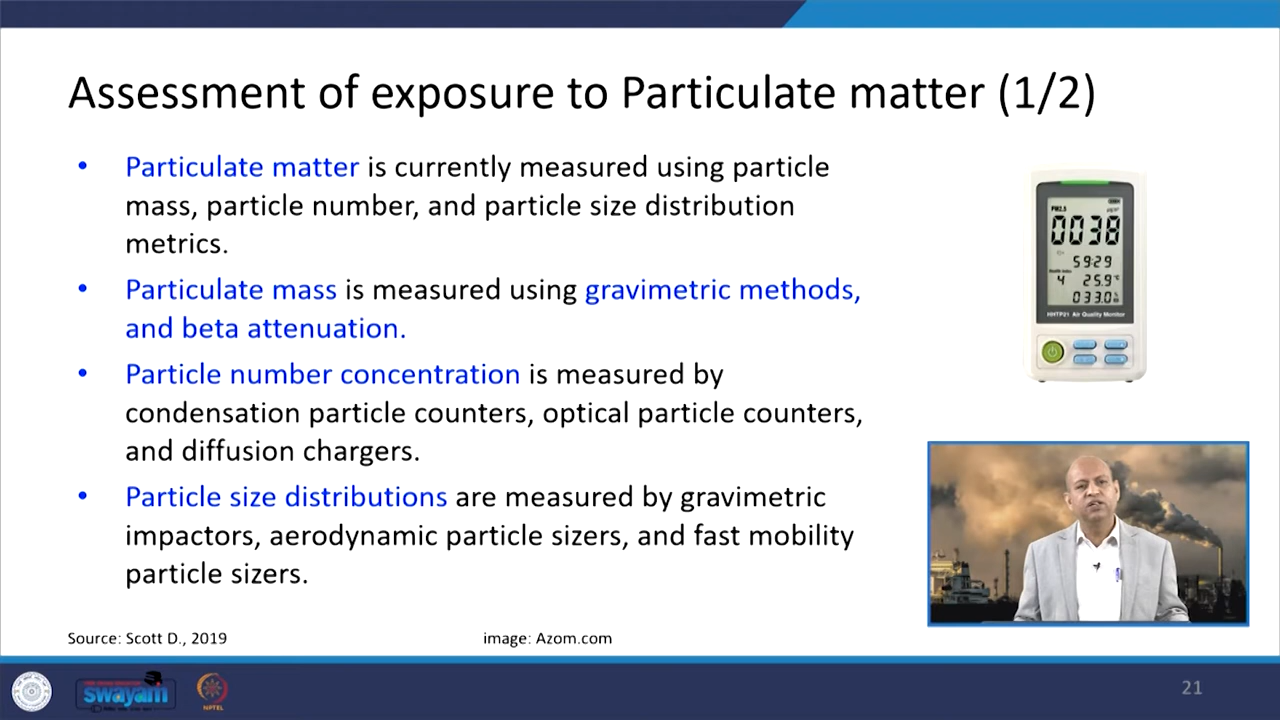 Assessment of exposure to Particulate matter (1/2)
• Particulate matter is currently measured using particle
mass, particle number, and particle size distribution
metrics.
• Particulate mass is measured using gravimetric methods,
and beta attenuation.
• Particle number concentration is measured by
condensation particle counters, optical particle counters,
and diffusion chargers.
• Particle size distributions are measured by gravimetric
impactors, aerodynamic particle sizers, and fast mobility
particle sizers.
PM2.5
0038
59:29
4 25.9
033.0
HHTP21 Air Quality Monitor
Source: Scott D., 2019
image: Azom.com
swayam
NPTEL
21